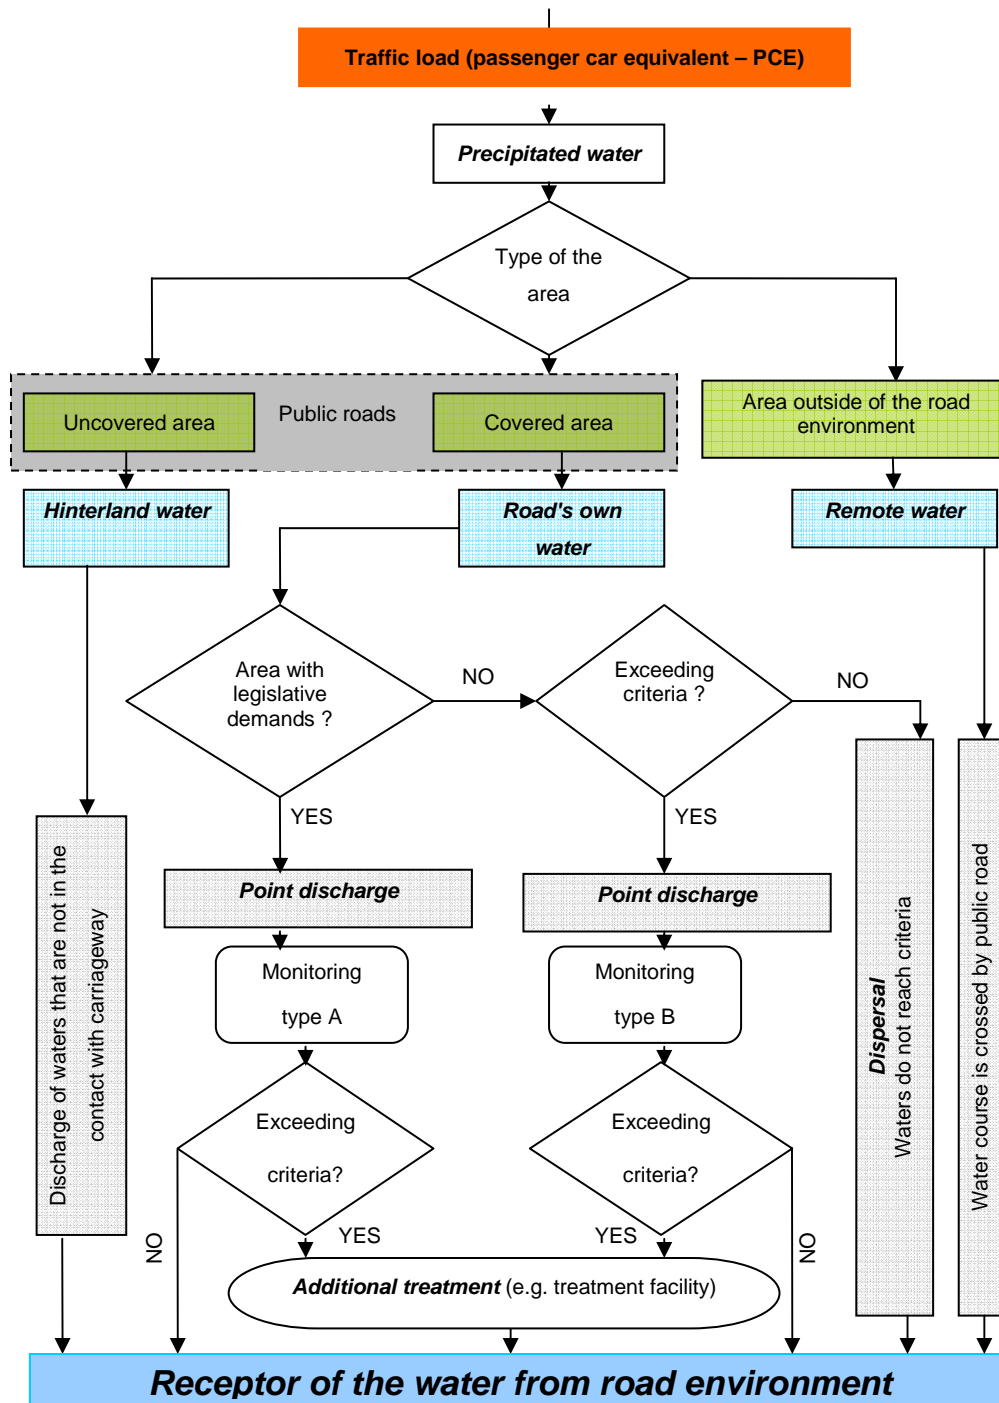 Traffic load (passenger car equivalent – PCE)
Precipitated water
Type of the
area
Uncovered area
Public roads
Covered area
Area outside of the road
environment
Hinterland water
Road's own
water
Remote water
Area with
legislative
demands ?
NO
Exceeding
criteria ?
NO
YES
YES
Point discharge
Point discharge
Monitoring
type A
Monitoring
type B
Discharge of waters that are not in the
contact with carriageway
Dispersal
Waters do not reach criteria
Water course is crossed by public road
Exceeding
criteria?
Exceeding
criteria?
NO
YES
YES
NO
Additional treatment (e.g. treatment facility)
Receptor of the water from road environment